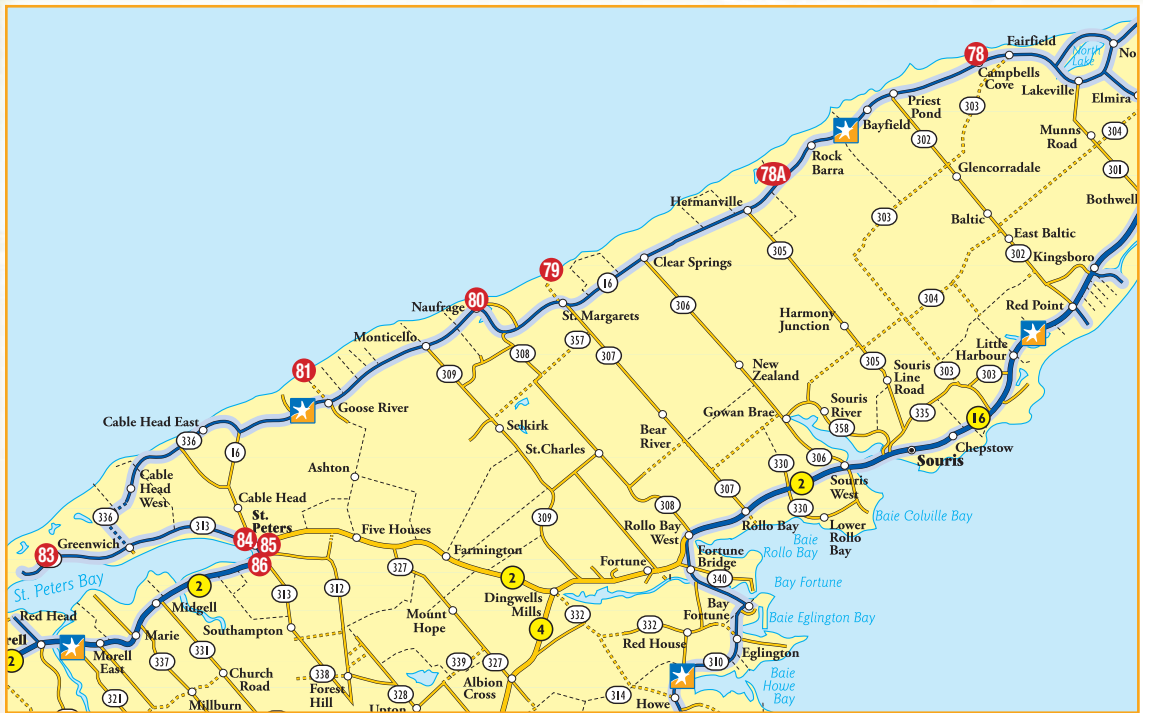 Fairfield
78
North
Lake
No
Campbells
Cove
Lakeville
Elmira
Priest
Pond
303
Bayfield
302
Munns
Road
304
Rock
Barra
Glencorradale
301
78A
Hermanville
303
Bothwell
Baltic
East Baltic
305
302
Kingsboro
Clear Springs
79
16
304
80
Naufrage
306
Red Point
St. Margarets
Harmony
Junction
Monticello
357
Little
Harbour
308
307
305
Souris
Line
Road
303
303
81
309
New
Zealand
Goose River
Souris
River
335
16
Gowan Brae
Cable Head East
358
Selkirk
336
Bear
River
Chepstow
16
St.Charles
306
Souris
330
Ashton
Cable
Head
West
2
Souris
West
307
Cable Head
308
330
336
St.
Peters
309
313
Rollo Bay
West
Rollo Bay
Lower
Rollo
Bay
Baie Colville Bay
Five Houses
84
85
Greenwich
83
Baie
Rollo Bay
Farmington
Fortune
Bridge
86
327
Fortune
2
340
Bay Fortune
St. Peters Bay
2
312
313
Dingwells
Mills
Midgell
Bay
Fortune
Red Head
Mount
Hope
332
Baie Eglington Bay
4
332
Southampton
Marie
rell
Red House
331
Eglington
Morell
East
337
339
327
310
2
Church
Road
338
Albion
Cross
Baie
Howe
Bay
Forest
Hill
328
314
321
Millburn
Upton
Howe